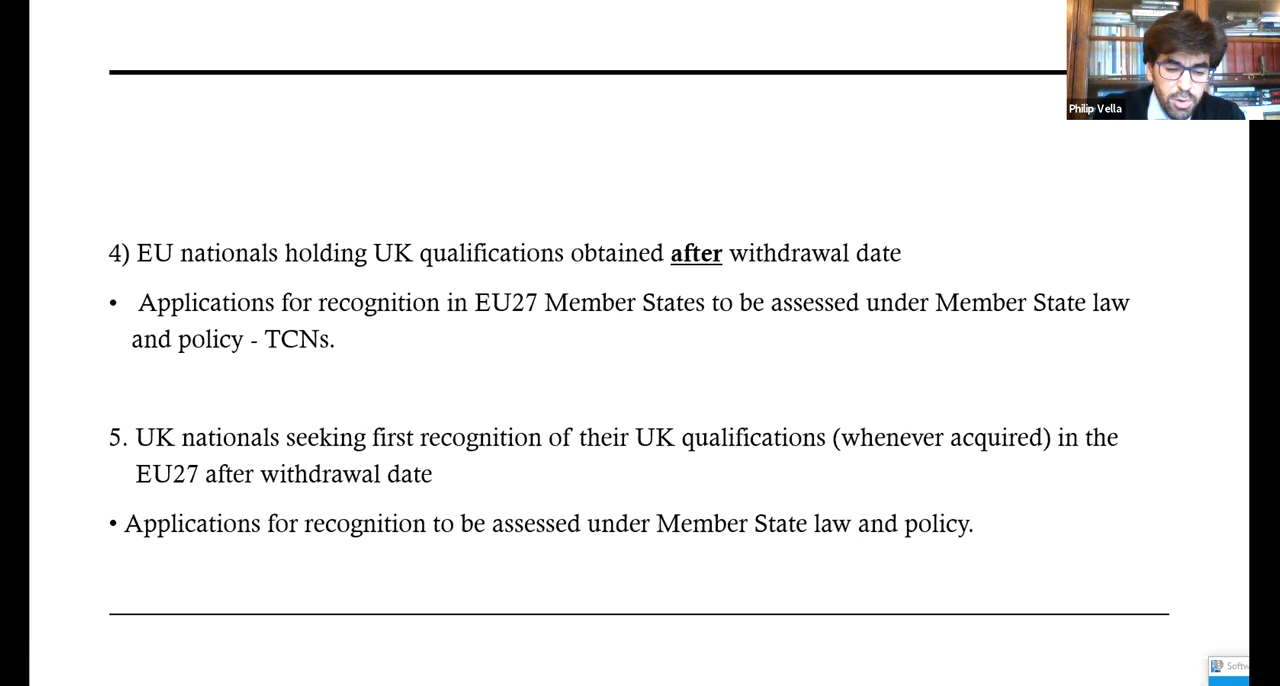 Philip Vella
4) EU nationals holding UK qualifications obtained after withdrawal date
• Applications for recognition in EU27 Member States to be assessed under Member State law
and policy - TCNs.
5. UK nationals seeking first recognition of their UK qualifications (whenever acquired) in the
EU27 after withdrawal date
• Applications for recognition to be assessed under Member State law and policy.
Softw